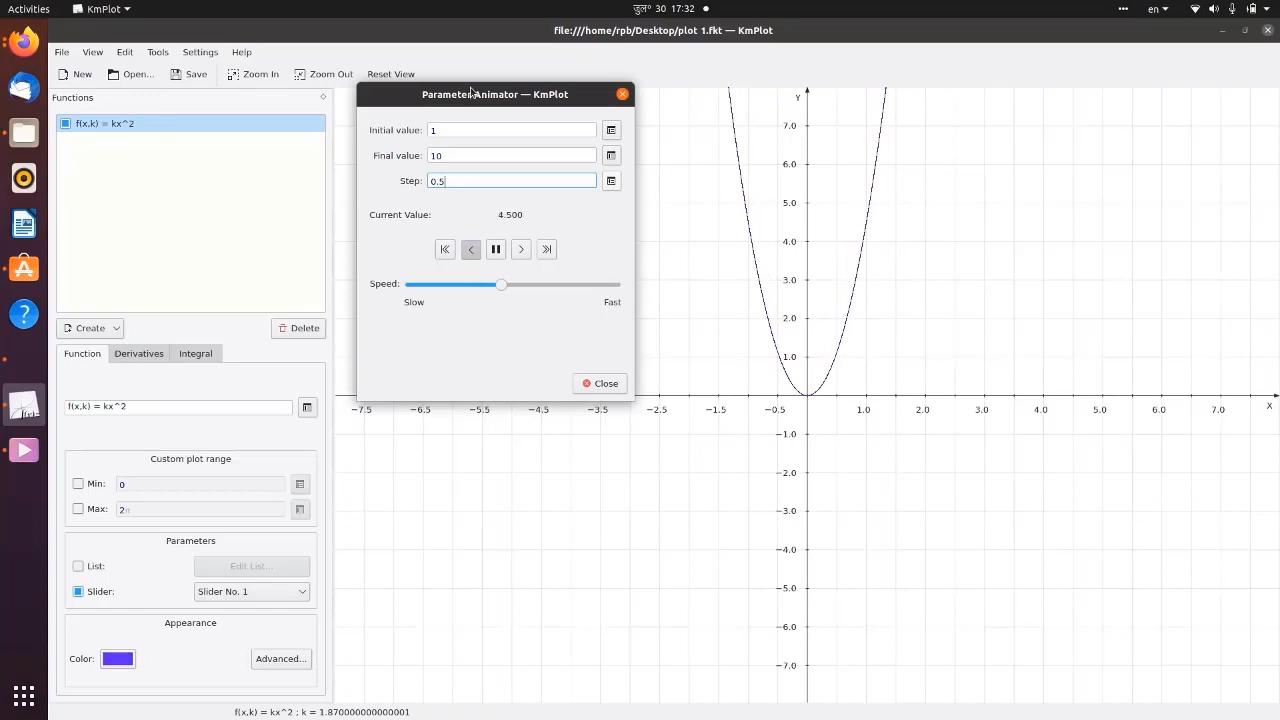 Activities
KmPlot
जुल॰ 30 17:32
en
file:///home/rpb/Desktop/plot 1.fkt — KmPlot
File View Edit Tools Settings Help
New Open... Save Zoom In Zoom Out Reset View
Functions
f(x,k) = kx^2
Create
Delete
Function Derivatives Integral
f(x,k) = kx^2
Custom plot range
Min: 0
Max: 2π
Parameters
List: Edit List...
Slider: Slider No. 1
Appearance
Color: Advanced...
Parameter Animator — KmPlot
Initial value: 1
Final value: 10
Step: 0.5
Current Value: 4.500
Speed:
Slow Fast
Close
Y
7.0
6.0
5.0
4.0
3.0
2.0
1.0
−7.5 −6.5 −5.5 −4.5 −3.5 −2.5 −1.5 −0.5 1.0 2.0 3.0 4.0 5.0 6.0 7.0 X
−1.0
−2.0
−3.0
−4.0
−5.0
−6.0
−7.0
f(x,k) = kx^2 ; k = 1.870000000000001